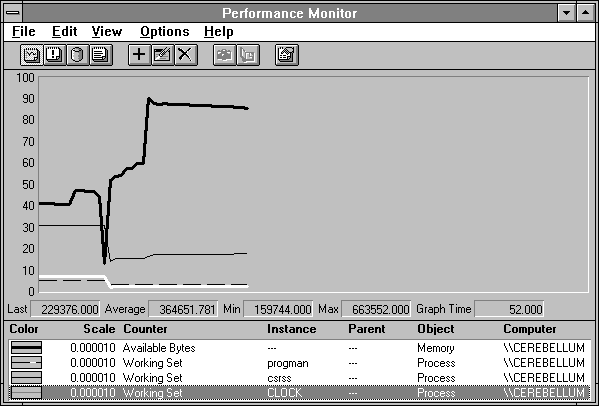 Performance Monitor
File Edit View Options Help
100
90
80
70
60
50
40
30
20
10
0
Last 229376.000 Average 364651.781 Min 159744.000 Max 663552.000 Graph Time 52.000
Color Scale Counter Instance Parent Object Computer
0.000010 Available Bytes --- --- Memory \\CEREBELLUM
0.000010 Working Set progman --- Process \\CEREBELLUM
0.000010 Working Set csrss --- Process \\CEREBELLUM
0.000010 Working Set CLOCK --- Process \\CEREBELLUM